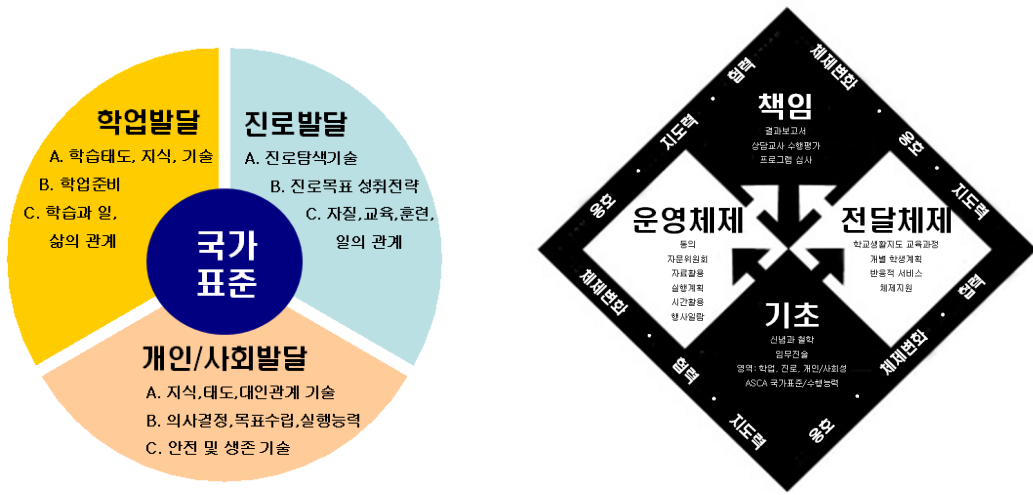 학업발달
A. 학습태도, 지식, 기술
B. 학업준비
C. 학습과 일,
삶의 관계
진로발달
A. 진로탐색기술
B. 진로목표 성취전략
C. 자질,교육,훈련,
일의 관계
국가
표준
개인/사회발달
A. 지식,태도,대인관계 기술
B. 의사결정,목표수립,실행능력
C. 안전 및 생존 기술
옹호 · 지도력 · 협력
체제변화 · 옹호 · 지도력
책임
결과보고서
상담교사 수행평가
프로그램 심사
운영체제
동의
자문위원회
자료활용
실행계획
시간활용
행사일람
전달체제
학교생활지도 교육과정
개별 학생계획
반응적 서비스
체제지원
기초
신념과 철학
임무진술
영역: 학업, 진로, 개인/사회성
ASCA 국가표준/수행능력
체제변화 · 협력 · 지도력
옹호 · 체제변화 · 협력